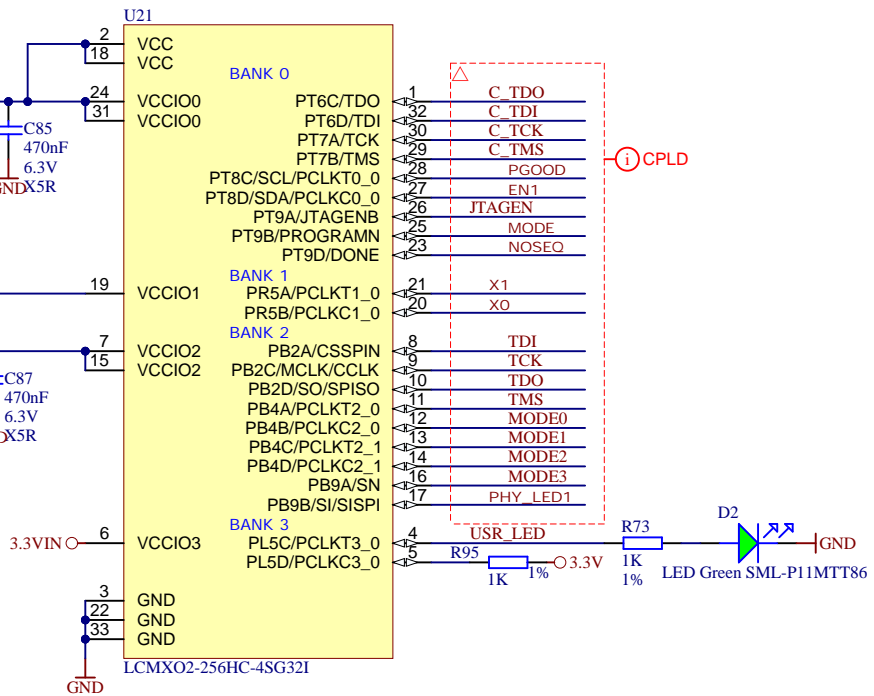 U21
2 VCC
18 VCC
BANK 0
24 VCCIO0 PT6C/TDO 1 C_TDO
31 VCCIO0 PT6D/TDI 32 C_TDI
PT7A/TCK 30 C_TCK
PT7B/TMS 29 C_TMS
i CPLD
PT8C/SCL/PCLKT0_0 28 PGOOD
PT8D/SDA/PCLKC0_0 27 EN1
PT9A/JTAGENB 26 JTAGEN
PT9B/PROGRAMN 25 MODE
PT9D/DONE 23 NOSEQ
C85
470nF
6.3V
X5R
GND
BANK 1
19 VCCIO1 PR5A/PCLKT1_0 21 X1
PR5B/PCLKC1_0 20 X0
BANK 2
7 VCCIO2 PB2A/CSSPIN 8 TDI
15 VCCIO2 PB2C/MCLK/CCLK 9 TCK
PB2D/SO/SPISO 10 TDO
PB4A/PCLKT2_0 11 TMS
PB4B/PCLKC2_0 12 MODE0
PB4C/PCLKT2_1 13 MODE1
PB4D/PCLKC2_1 14 MODE2
PB9A/SN 16 MODE3
PB9B/SI/SISPI 17 PHY_LED1
C87
470nF
6.3V
X5R
BANK 3
3.3VIN 6 VCCIO3 PL5C/PCLKT3_0 4 USR_LED
PL5D/PCLKC3_0 5
R95
1K 1%
3.3V
R73
1K
1%
D2
LED Green SML-P11MTT86
GND
3 GND
22 GND
33 GND
GND
LCMXO2-256HC-4SG32I